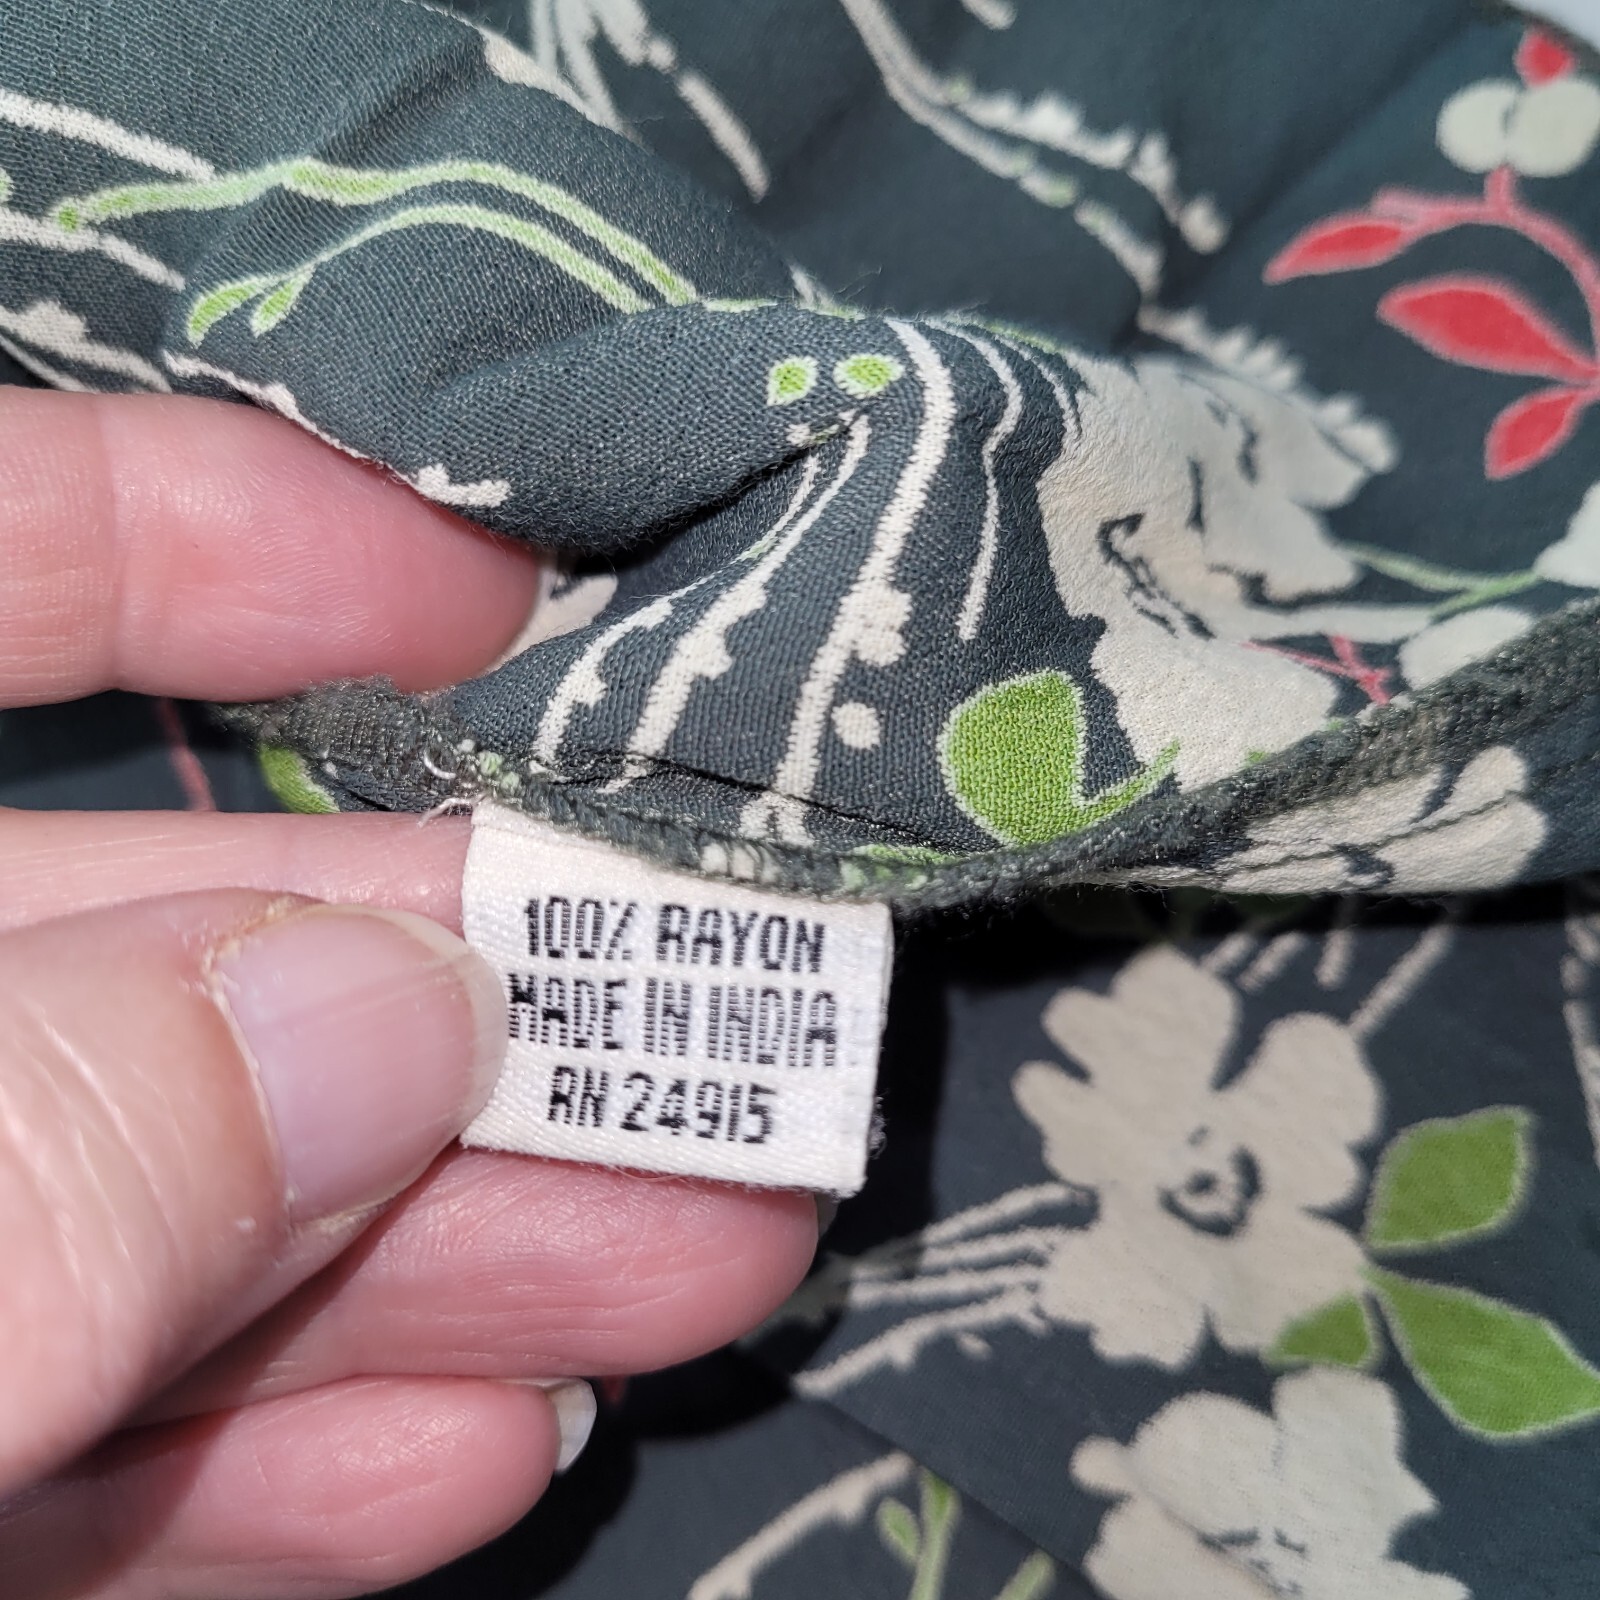 100% RAYON
MADE IN INDIA
RN 24915